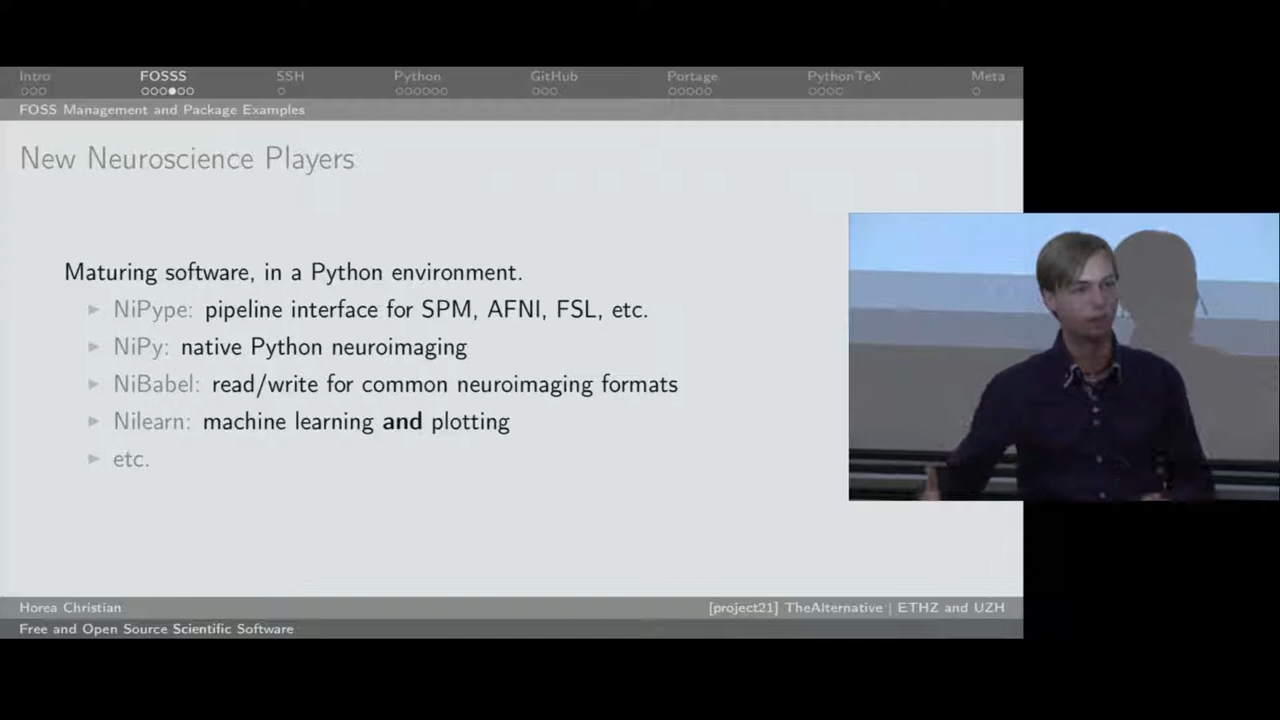 Intro FOSSS SSH Python GitHub Portage PythonTeX Meta
FOSS Management and Package Examples
New Neuroscience Players
Maturing software, in a Python environment.
NiPype: pipeline interface for SPM, AFNI, FSL, etc.
NiPy: native Python neuroimaging
NiBabel: read/write for common neuroimaging formats
Nilearn: machine learning and plotting
etc.
Horea Christian [project21] TheAlternative | ETHZ and UZH
Free and Open Source Scientific Software